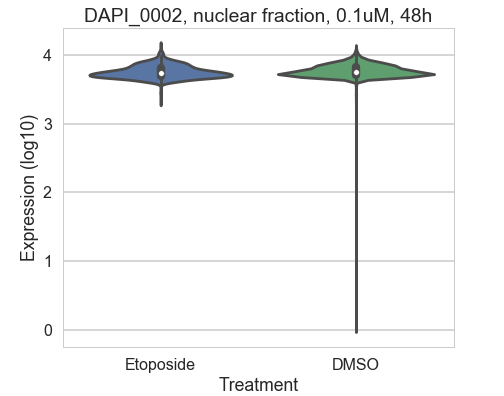 DAPI_0002, nuclear fraction, 0.1uM, 48h
4
3
2
1
0
Expression (log10)
Etoposide DMSO
Treatment